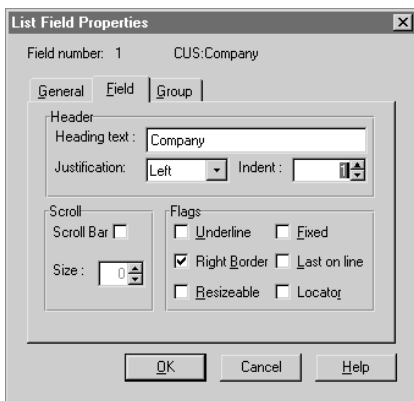 List Field Properties
Field number: 1 CUS:Company
General Field Group
Header
Heading text : Company
Justification: Left Indent : 1
Scroll
Scroll Bar
Size : 0
Flags
Underline Fixed
Right Border Last on line
Resizeable Locator
OK Cancel Help